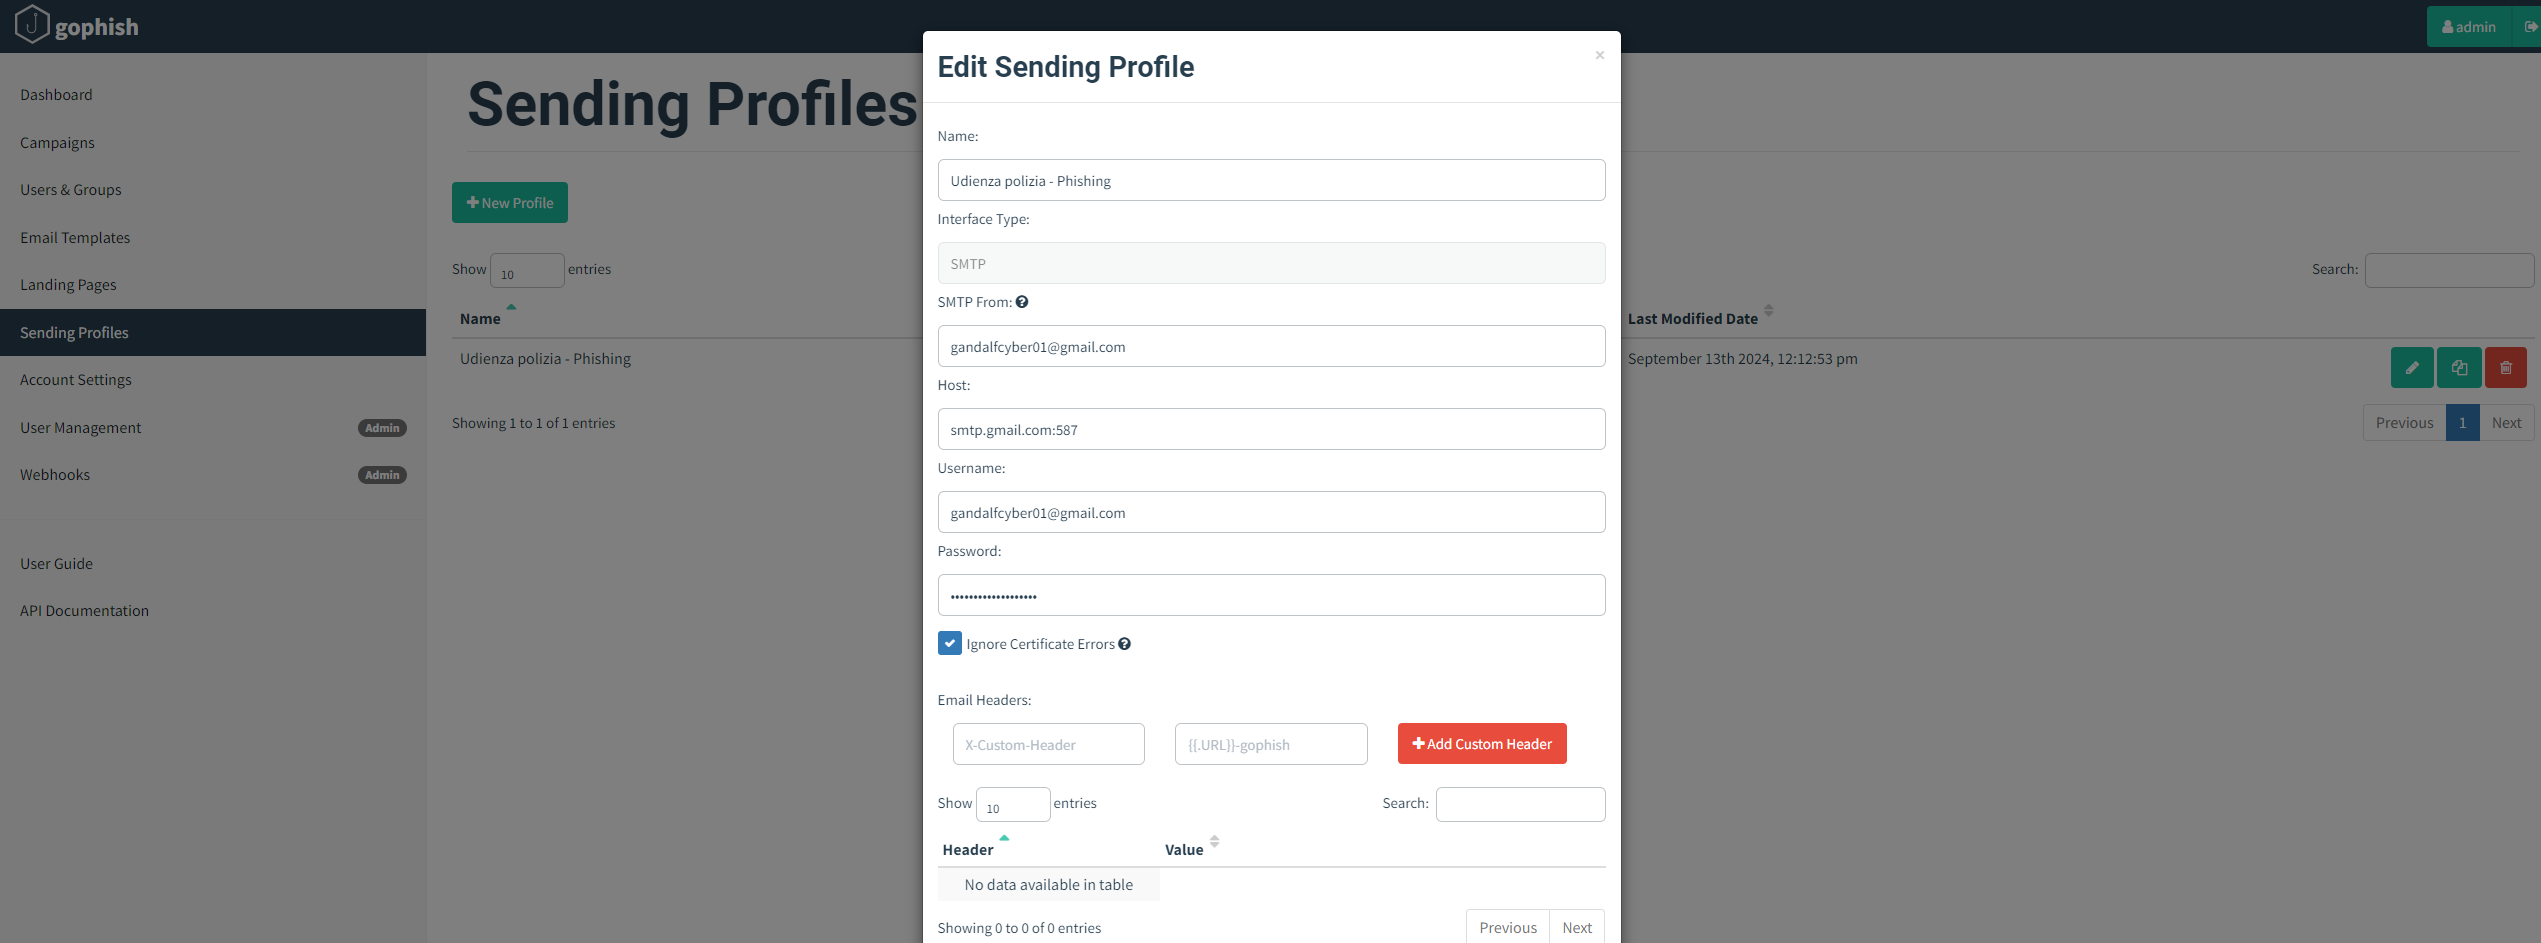 gophish
admin
Dashboard
Campaigns
Users & Groups
Email Templates
Landing Pages
Sending Profiles
Account Settings
User Management Admin
Webhooks Admin
User Guide
API Documentation
Sending Profiles
New Profile
Show 10 entries
Search:
Name
Last Modified Date
Udienza polizia - Phishing
September 13th 2024, 12:12:53 pm
Showing 1 to 1 of 1 entries
Previous 1 Next
Edit Sending Profile
×
Name:
Udienza polizia - Phishing
Interface Type:
SMTP
SMTP From:
gandalfcyber01@gmail.com
Host:
smtp.gmail.com:587
Username:
gandalfcyber01@gmail.com
Password:
•••••••••••••••••••
Ignore Certificate Errors
Email Headers:
X-Custom-Header
{{.URL}}-gophish
Add Custom Header
Show 10 entries
Search:
Header Value
No data available in table
Showing 0 to 0 of 0 entries
Previous Next